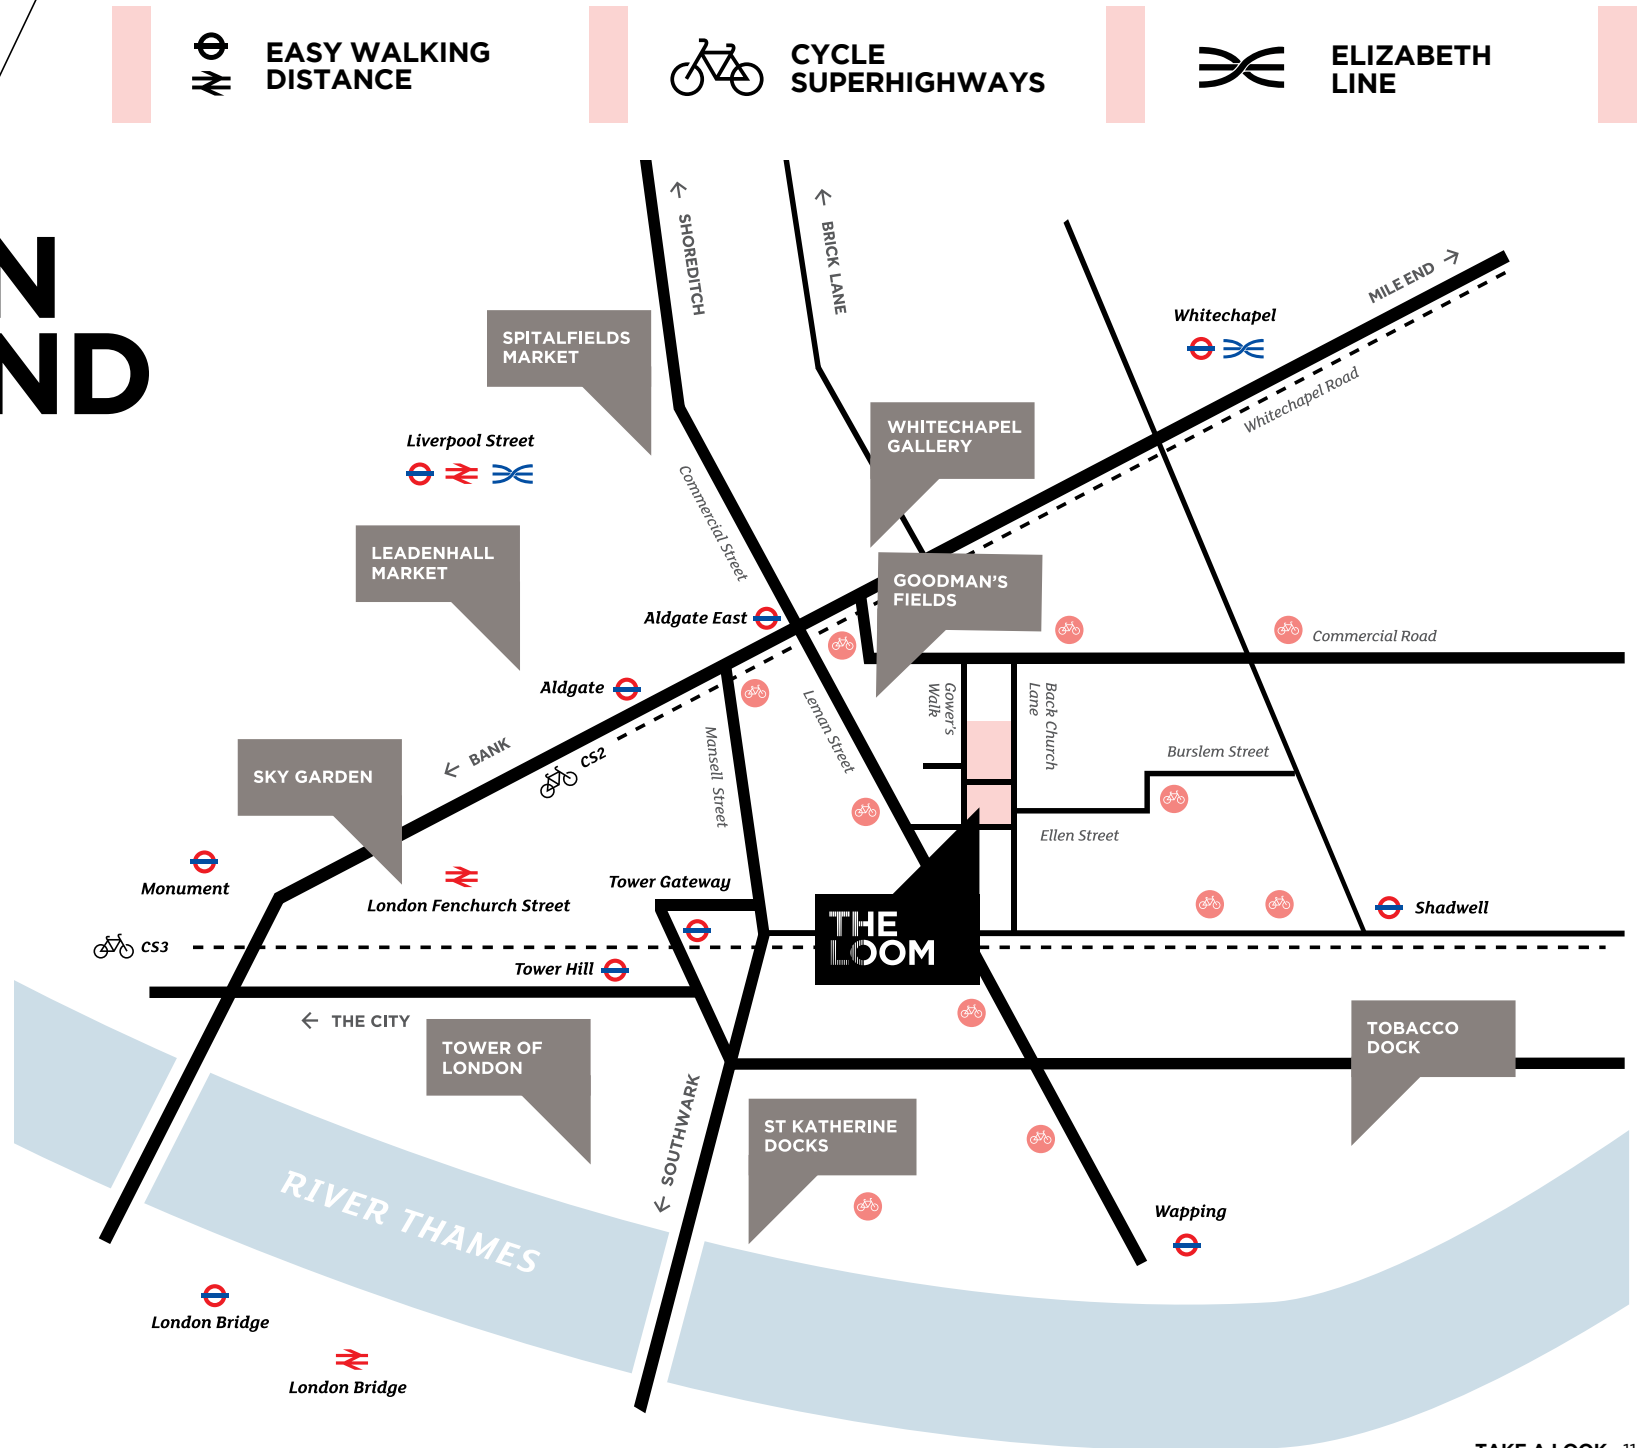 EASY WALKING
DISTANCE
CYCLE
SUPERHIGHWAYS
ELIZABETH
LINE
N
ND
SHOREDITCH
BRICK LANE
MILE END
Whitechapel
Whitechapel Road
SPITALFIELDS
MARKET
WHITECHAPEL
GALLERY
Liverpool Street
Commercial Street
LEADENHALL
MARKET
GOODMAN'S
FIELDS
Aldgate East
Commercial Road
Aldgate
Gower's
Walk
Back Church
Lane
Leman Street
Mansell Street
BANK
CS2
Burslem Street
SKY GARDEN
Ellen Street
Monument
London Fenchurch Street
Tower Gateway
Shadwell
THE
LOOM
CS3
Tower Hill
THE CITY
TOWER OF
LONDON
TOBACCO
DOCK
SOUTHWARK
ST KATHERINE
DOCKS
RIVER THAMES
Wapping
London Bridge
London Bridge
TAKE A LOOK 11